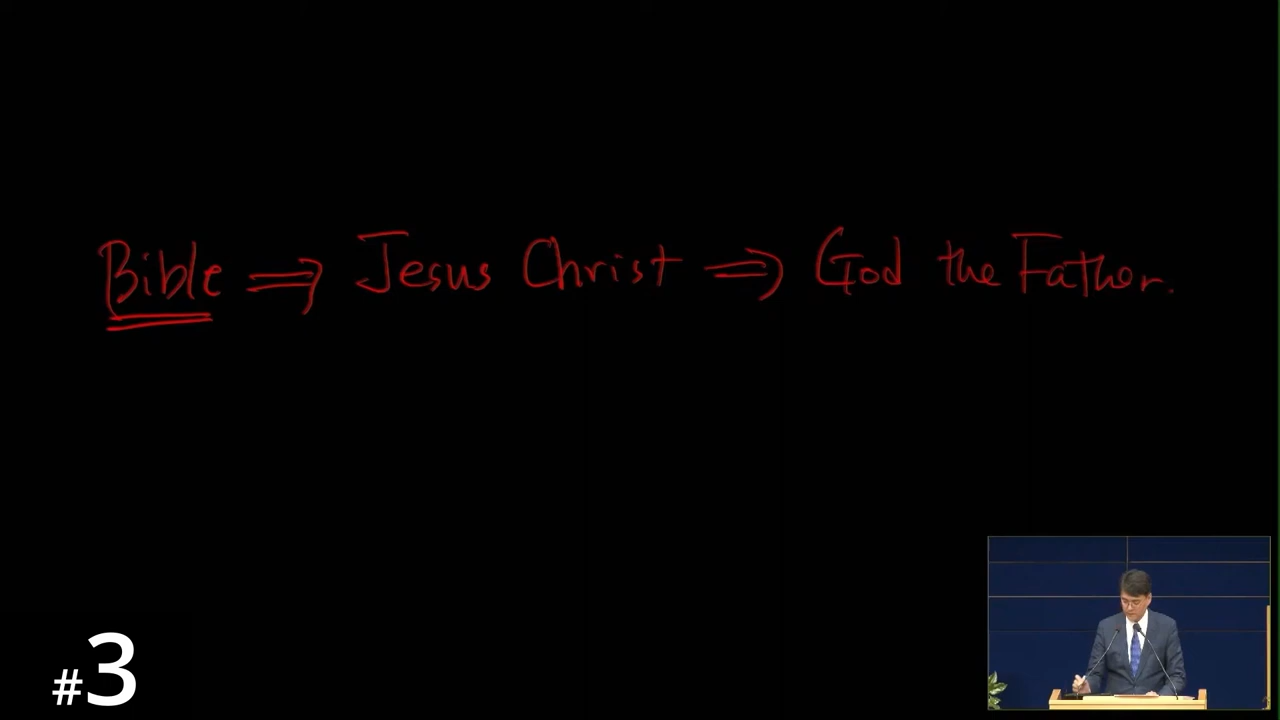 Bible ⇒ Jesus Christ ⇒ God the Father.
#3